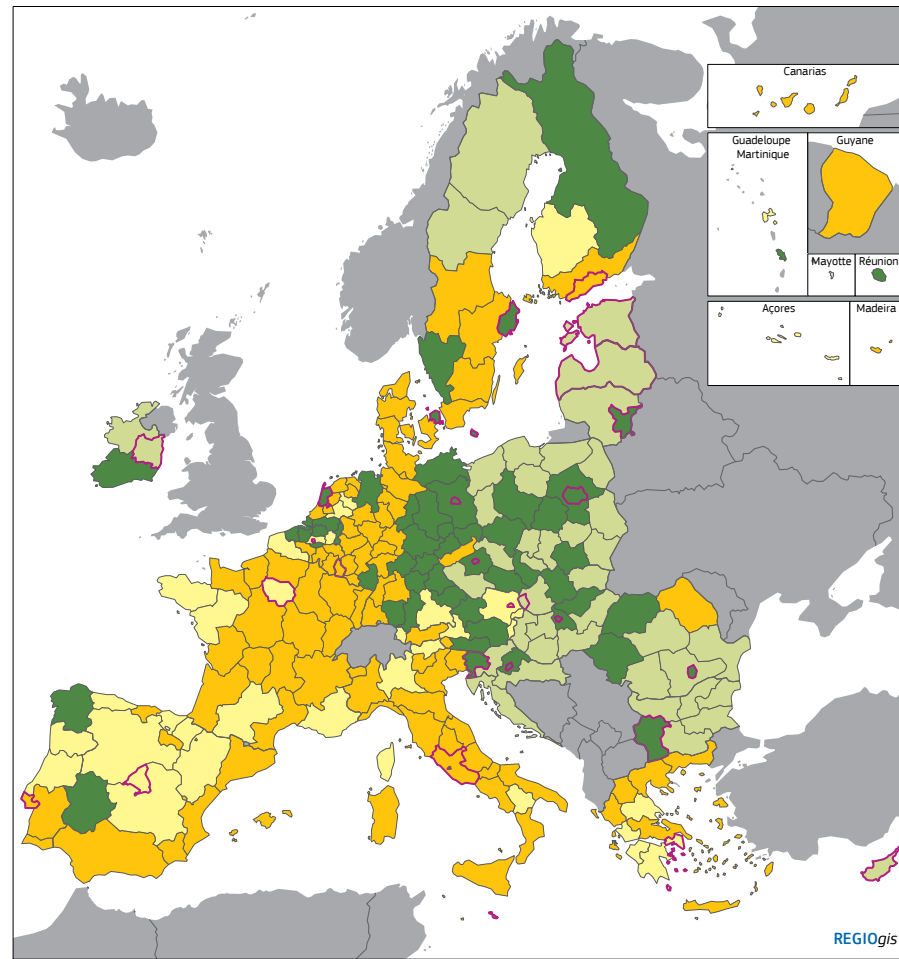 Canarias
Guadeloupe
Martinique
Guyane
Mayotte
Réunion
Açores
Madeira
REGIOgis